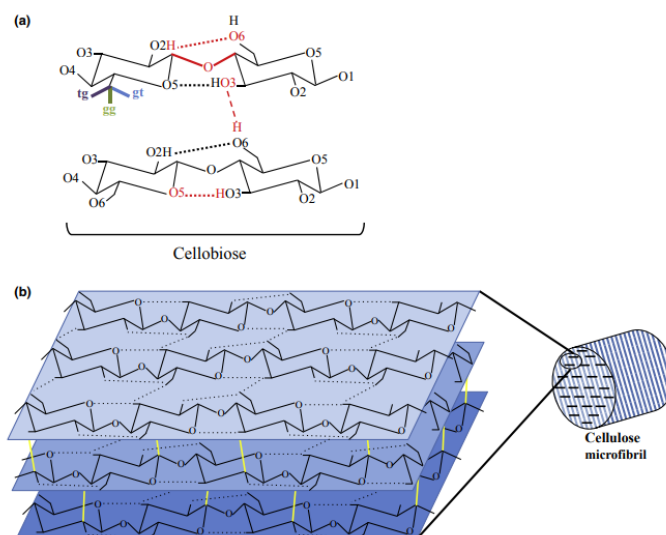 (a)
H
O2H
O6
O3
O5
O4
O
O1
O5
HO3
O2
tg
gt
gg
H
O2H
O6
O3
O
O5
O4
O1
O5
HO3
O2
O6
Cellobiose
(b)
O O O O
O O O
O O O O
O O O
O O O O
O O O
O O O O
O O O
O O O O
O O O
Cellulose
microfibril